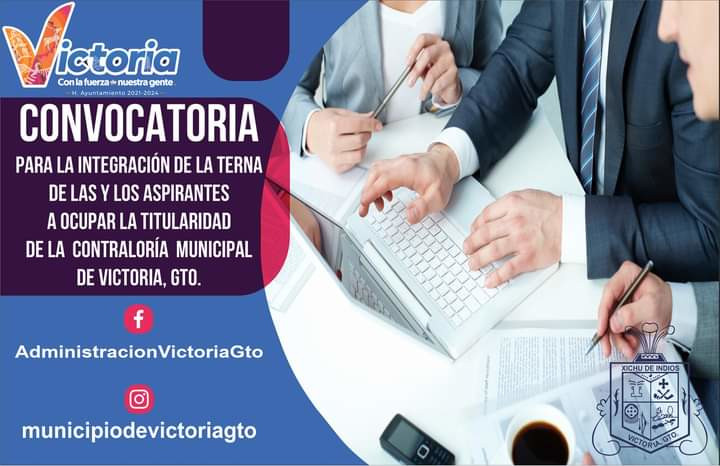 Victoria
Con la fuerza de nuestra gente
H. Ayuntamiento 2021-2024
CONVOCATORIA
PARA LA INTEGRACIÓN DE LA TERNA
DE LAS Y LOS ASPIRANTES
A OCUPAR LA TITULARIDAD
DE LA CONTRALORÍA MUNICIPAL
DE VICTORIA, GTO.
AdministracionVictoriaGto
municipiodevictoriagto
XICHU DE INDIOS
VICTORIA, GTO.